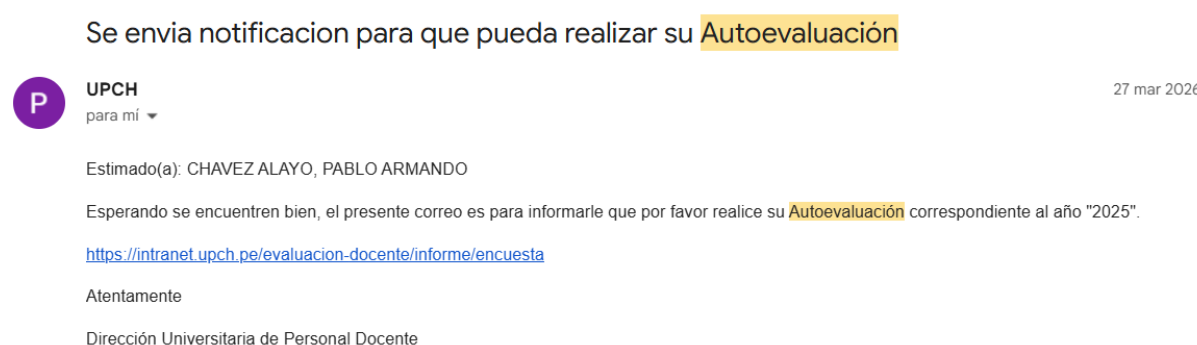 Se envia notificacion para que pueda realizar su Autoevaluación
P
UPCH
27 mar 2026
para mí
Estimado(a): CHAVEZ ALAYO, PABLO ARMANDO
Esperando se encuentren bien, el presente correo es para informarle que por favor realice su Autoevaluación correspondiente al año "2025".
https://intranet.upch.pe/evaluacion-docente/informe/encuesta
Atentamente
Dirección Universitaria de Personal Docente